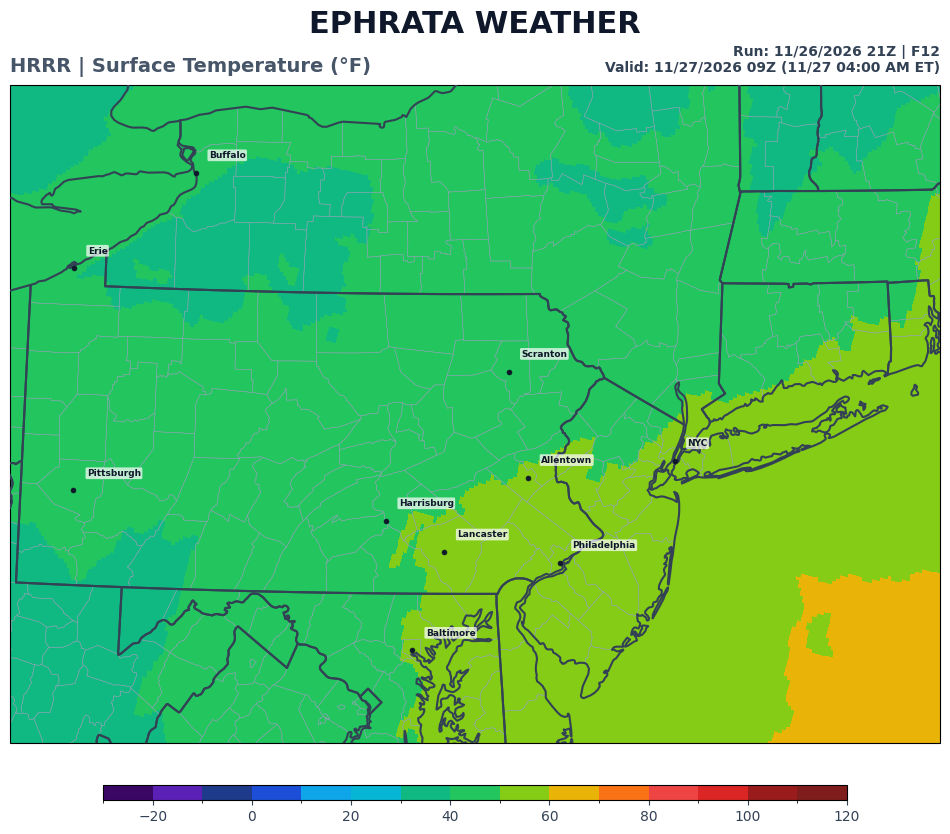 EPHRATA WEATHER
HRRR | Surface Temperature (°F)
Run: 11/26/2026 21Z | F12
Valid: 11/27/2026 09Z (11/27 04:00 AM ET)
Buffalo
Erie
Scranton
NYC
Allentown
Pittsburgh
Harrisburg
Lancaster
Philadelphia
Baltimore
−20 0 20 40 60 80 100 120